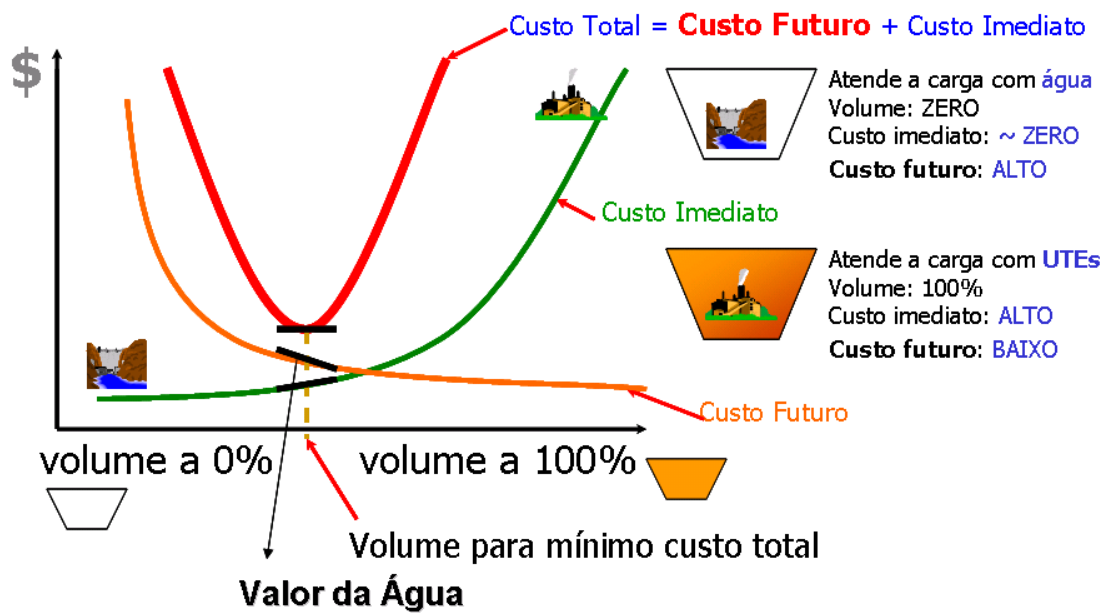 Custo Total = Custo Futuro + Custo Imediato
$
Atende a carga com água
Volume: ZERO
Custo imediato: ~ ZERO
Custo futuro: ALTO
Custo Imediato
Atende a carga com UTEs
Volume: 100%
Custo imediato: ALTO
Custo futuro: BAIXO
Custo Futuro
volume a 0%
volume a 100%
Volume para mínimo custo total
Valor da Água